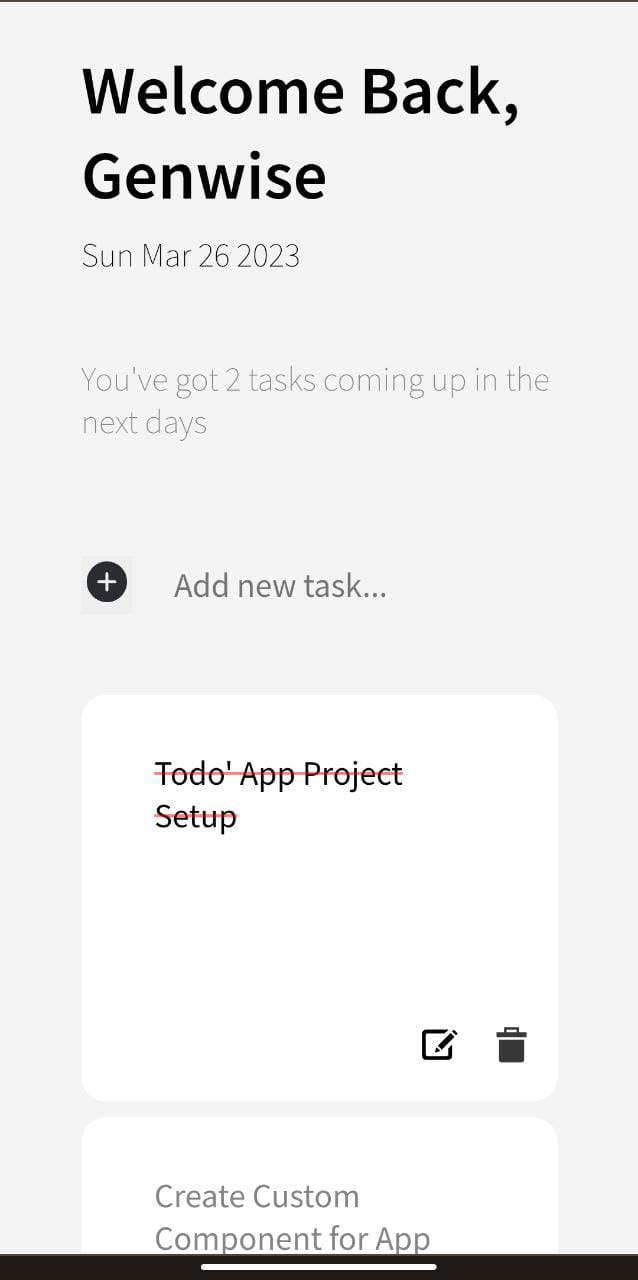 Welcome Back,
Genwise
Sun Mar 26 2023
You've got 2 tasks coming up in the
next days
Add new task...
Todo' App Project
Setup
Create Custom
Component for App